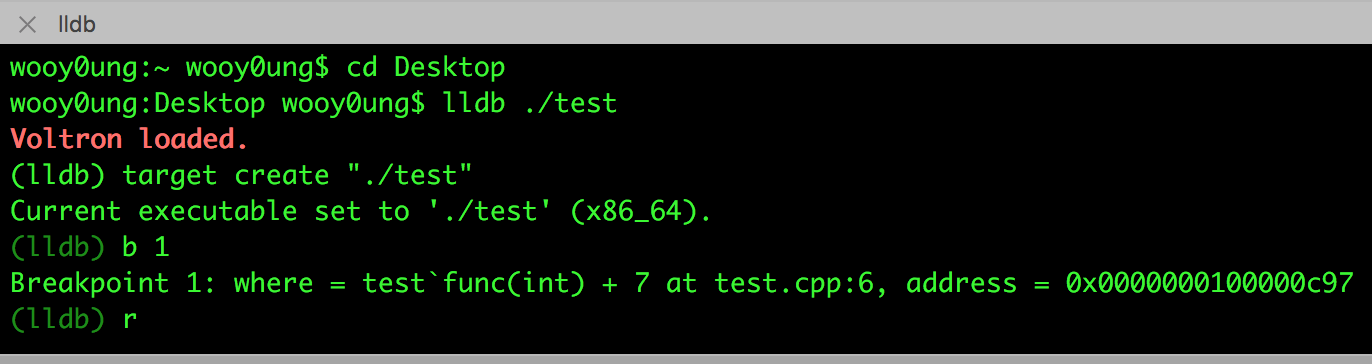 lldb
wooy0ung:~ wooy0ung$ cd Desktop
wooy0ung:Desktop wooy0ung$ lldb ./test
Voltron loaded.
(lldb) target create "./test"
Current executable set to './test' (x86_64).
(lldb) b 1
Breakpoint 1: where = test`func(int) + 7 at test.cpp:6, address = 0x0000000100000c97
(lldb) r